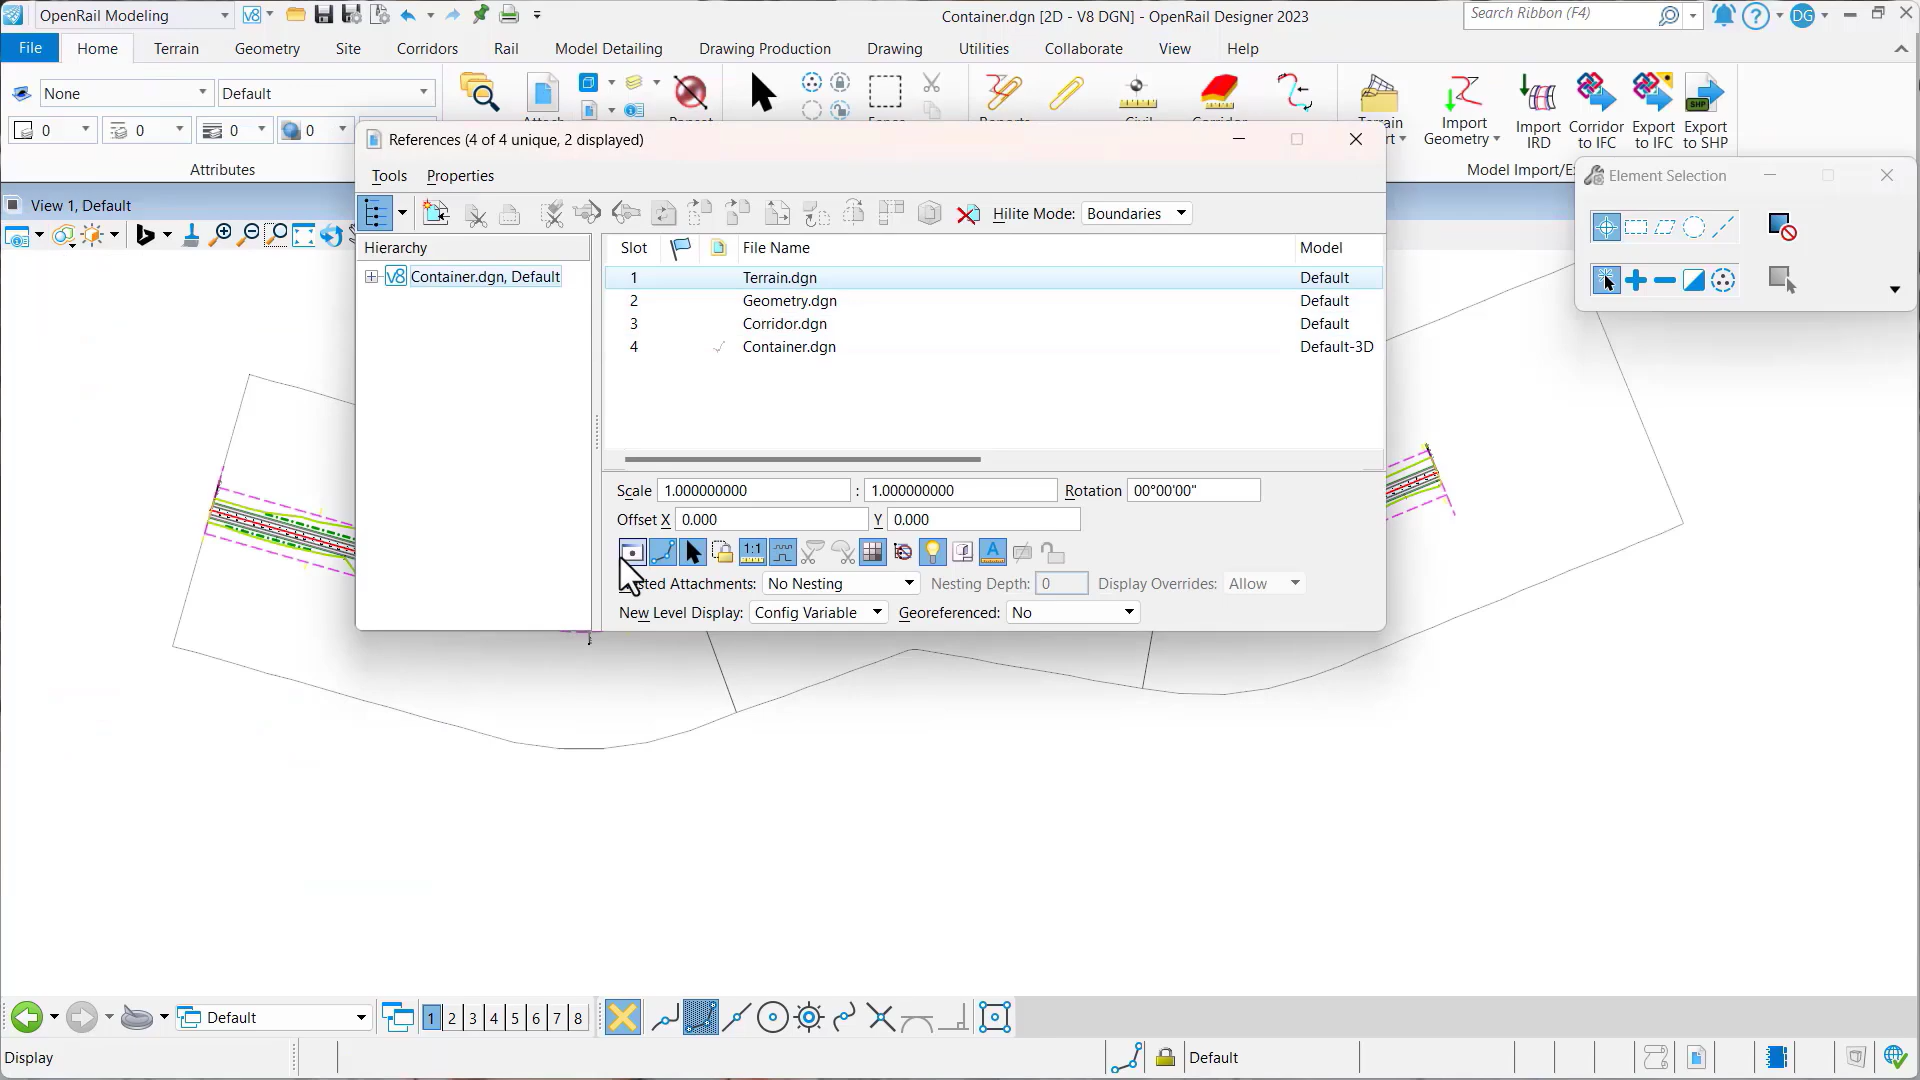 OpenRail Modeling
V8
Container.dgn [2D - V8 DGN] - OpenRail Designer 2023
Search Ribbon (F4)
DG
File
Home
Terrain
Geometry
Site
Corridors
Rail
Model Detailing
Drawing Production
Drawing
Utilities
Collaborate
View
Help
None
Default
0
0
0
0
Attributes
Import
Geometry
Import
IRD
Corridor
to IFC
Export
to IFC
SHP
Export
to SHP
View 1, Default
References (4 of 4 unique, 2 displayed)
Tools
Properties
Hilite Mode:
Boundaries
Hierarchy
V8
Container.dgn, Default
Slot
File Name
Model
1 Terrain.dgn Default
2 Geometry.dgn Default
3 Corridor.dgn Default
4 Container.dgn Default-3D
Scale 1.000000000 : 1.000000000 Rotation 00°00'00"
Offset X 0.000 Y 0.000
1:1
A
Attachments: No Nesting Nesting Depth: 0 Display Overrides: Allow
New Level Display: Config Variable Georeferenced: No
Element Selection
Default
1 2 3 4 5 6 7 8
Display
Default